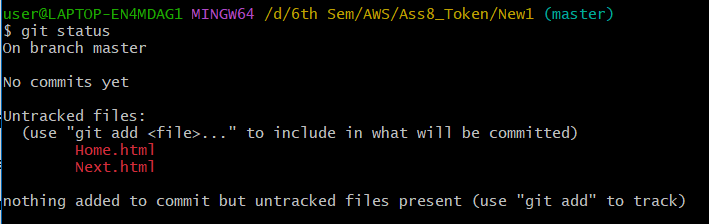 user@LAPTOP-EN4MDAG1 MINGW64 /d/6th Sem/AWS/Ass8_Token/New1 (master)
$ git status
On branch master
No commits yet
Untracked files:
  (use "git add <file>..." to include in what will be committed)
        Home.html
        Next.html
nothing added to commit but untracked files present (use "git add" to track)